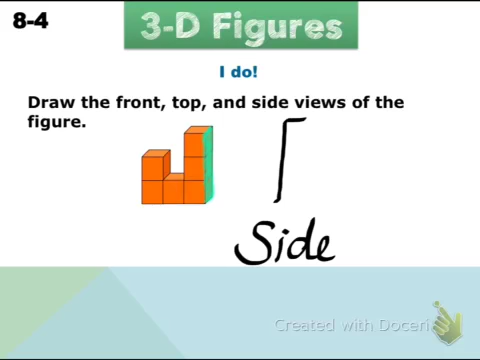 8-4
3-D Figures
I do!
Draw the front, top, and side views of the
figure.
Side
Created with Doceri